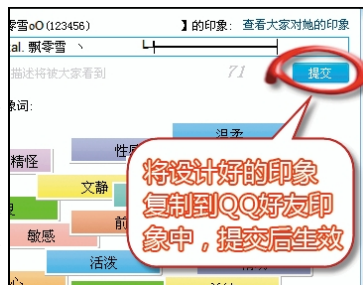 零雪oO(123456)
】的印象: 查看大家对她的印象
al. 飘零雪 丶
描述将被大家看到
71
提交
象词:
温柔
性感
精怪
文静
敏感
前
活泼
将设计好的印象
复制到QQ好友印
象中，提交后生效